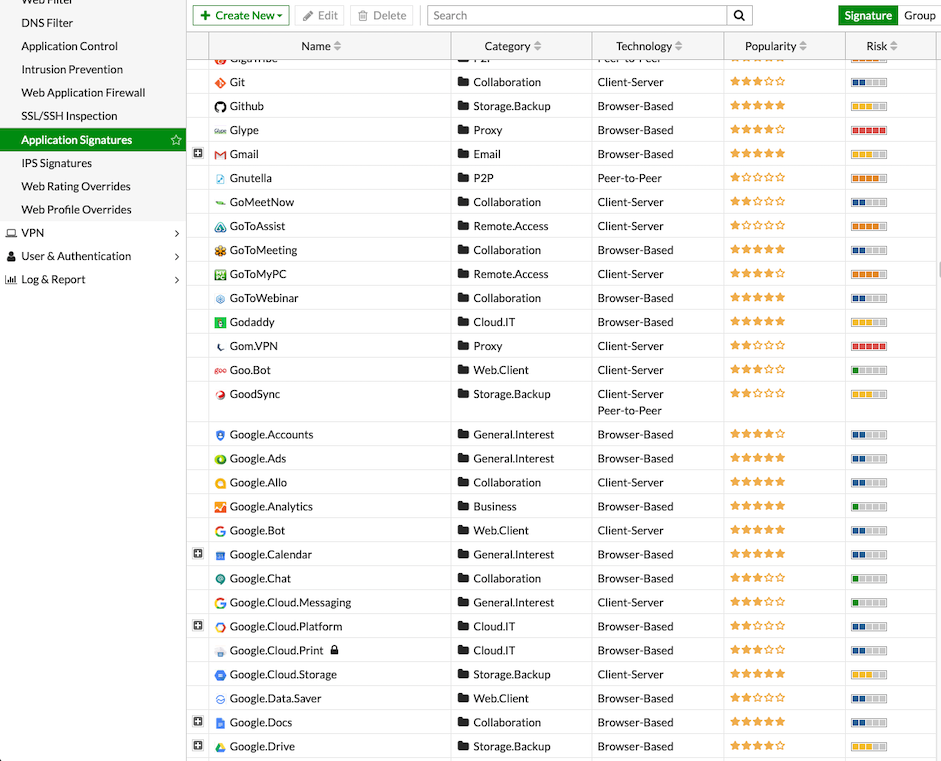 Web Filter
DNS Filter
Application Control
Intrusion Prevention
Web Application Firewall
SSL/SSH Inspection
Application Signatures
IPS Signatures
Web Rating Overrides
Web Profile Overrides
VPN
User & Authentication
Log & Report
Create New Edit Delete Search Signature Group
Name Category Technology Popularity Risk
GigaTribe P2P Peer-to-Peer
Git Collaboration Client-Server
Github Storage.Backup Browser-Based
Glype Proxy Browser-Based
Gmail Email Browser-Based
Gnutella P2P Peer-to-Peer
GoMeetNow Collaboration Client-Server
GoToAssist Remote.Access Client-Server
GoToMeeting Collaboration Browser-Based
GoToMyPC Remote.Access Client-Server
GoToWebinar Collaboration Browser-Based
Godaddy Cloud.IT Browser-Based
Gom.VPN Proxy Client-Server
Goo.Bot Web.Client Client-Server
GoodSync Storage.Backup Client-Server
Peer-to-Peer
Google.Accounts General.Interest Browser-Based
Google.Ads General.Interest Browser-Based
Google.Allo Collaboration Client-Server
Google.Analytics Business Browser-Based
Google.Bot Web.Client Client-Server
Google.Calendar General.Interest Browser-Based
Google.Chat Collaboration Browser-Based
Google.Cloud.Messaging General.Interest Client-Server
Google.Cloud.Platform Cloud.IT Browser-Based
Google.Cloud.Print Cloud.IT Browser-Based
Google.Cloud.Storage Storage.Backup Client-Server
Google.Data.Saver Web.Client Browser-Based
Google.Docs Collaboration Browser-Based
Google.Drive Storage.Backup Browser-Based